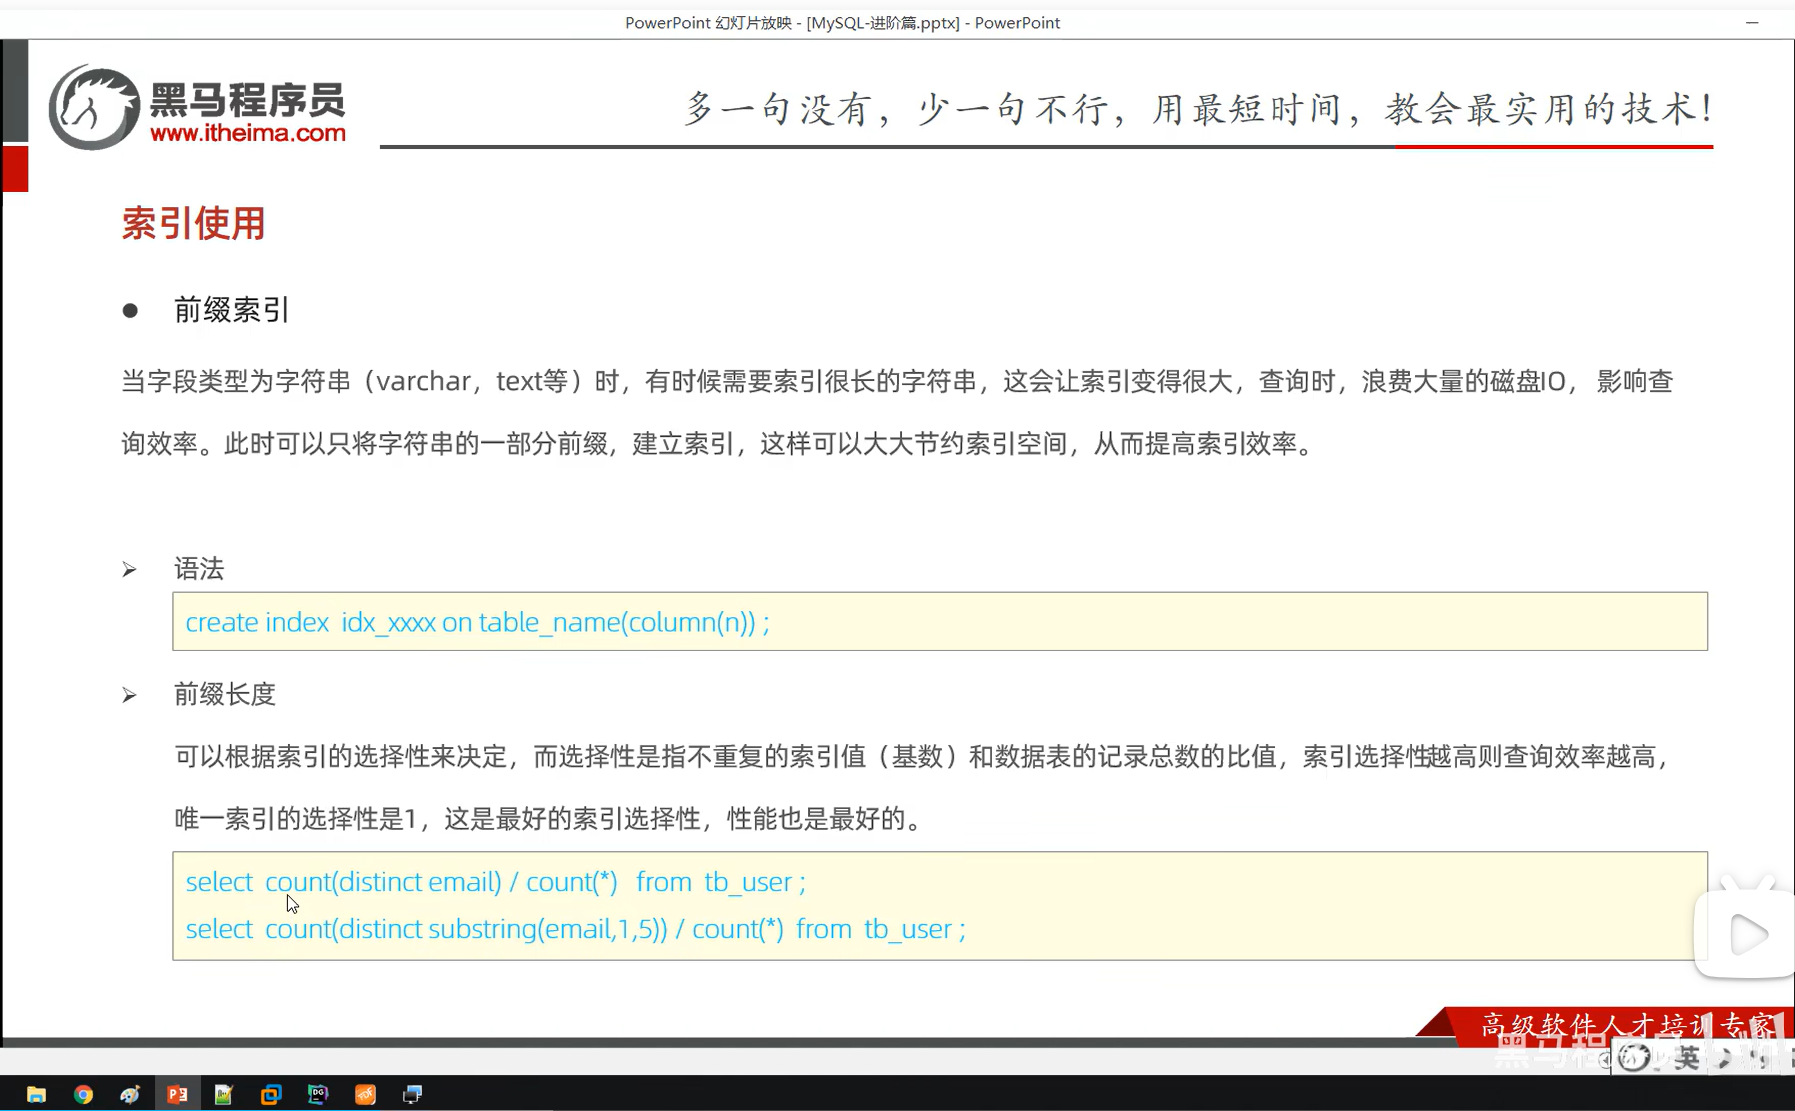 PowerPoint 幻灯片放映 - [MySQL-进阶篇.pptx] - PowerPoint
黑马程序员
www.itheima.com
多一句没有，少一句不行，用最短时间，教会最实用的技术！
索引使用
● 前缀索引
当字段类型为字符串（varchar，text等）时，有时候需要索引很长的字符串，这会让索引变得很大，查询时，浪费大量的磁盘IO， 影响查
询效率。此时可以只将字符串的一部分前缀，建立索引，这样可以大大节约索引空间，从而提高索引效率。
➢ 语法
create index idx_xxxx on table_name(column(n)) ;
➢ 前缀长度
可以根据索引的选择性来决定，而选择性是指不重复的索引值（基数）和数据表的记录总数的比值，索引选择性越高则查询效率越高，
唯一索引的选择性是1，这是最好的索引选择性，性能也是最好的。
select count(distinct email) / count(*) from tb_user ;
select count(distinct substring(email,1,5)) / count(*) from tb_user ;
高级软件人才培训专家
英